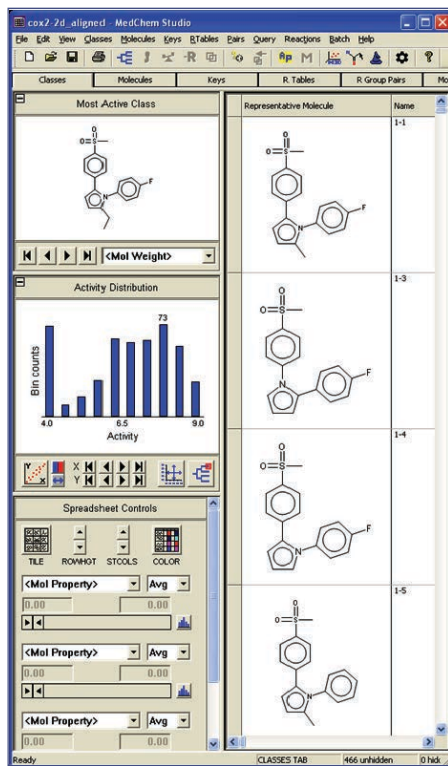 cox2-2d_aligned - MedChem Studio
File Edit View Classes Molecules Keys RTables Pairs Query Reactions Batch Help
Classes Molecules Keys R Tables R Group Pairs Mo
Most Active Class
O
O=S
N
F
<Mol Weight>
Activity Distribution
73
Bin counts
4.0 6.5 9.0
Activity
X
Y
Spreadsheet Controls
TILE ROWHGT STCOLS COLOR
<Mol Property> Avg
0.00 0.00
<Mol Property> Avg
0.00 0.00
<Mol Property> Avg
0.00 0.00
Representative Molecule Name
1-1
O
O=S
N
F
1-3
O
O=S
N
F
1-4
O
O=S
N
F
1-5
O
O=S
N
Ready CLASSES TAB 466 unhidden 0 hidd